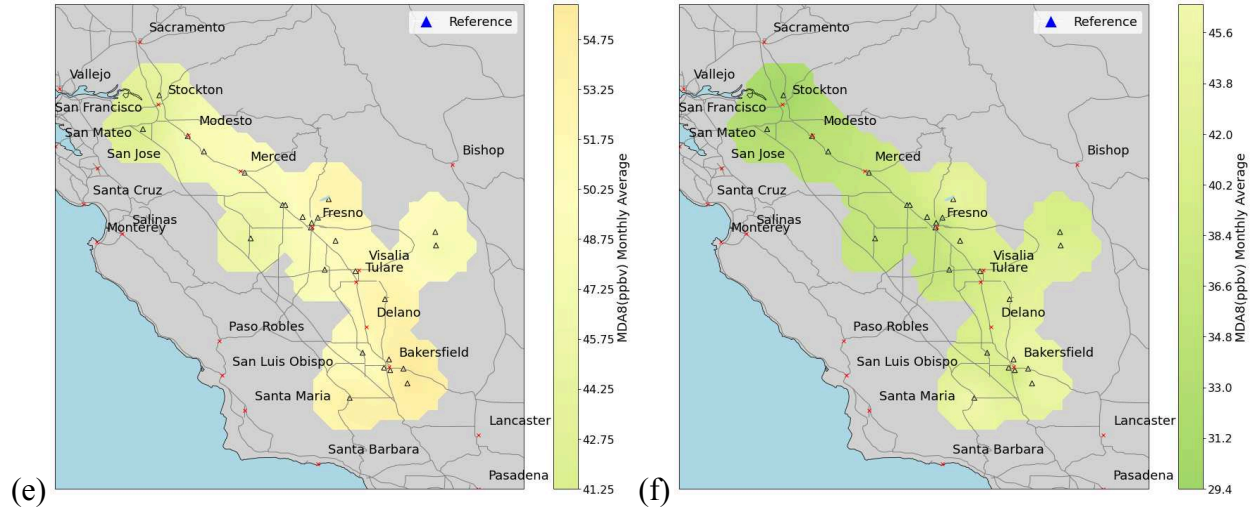 Reference
Sacramento
Vallejo
Stockton
San Francisco
Modesto
San Mateo
San Jose
Merced
Bishop
Santa Cruz
Salinas
Monterey
Fresno
Visalia
Tulare
Delano
Paso Robles
San Luis Obispo
Bakersfield
Santa Maria
Lancaster
Santa Barbara
Pasadena
54.75
53.25
51.75
50.25
48.75
47.25
45.75
44.25
42.75
41.25
MDA8(ppbv) Monthly Average
(e)
Reference
Sacramento
Vallejo
Stockton
San Francisco
Modesto
San Mateo
San Jose
Merced
Bishop
Santa Cruz
Salinas
Monterey
Fresno
Visalia
Tulare
Delano
Paso Robles
San Luis Obispo
Bakersfield
Santa Maria
Lancaster
Santa Barbara
Pasadena
45.6
43.8
42.0
40.2
38.4
36.6
34.8
33.0
31.2
29.4
MDA8(ppbv) Monthly Average
(f)